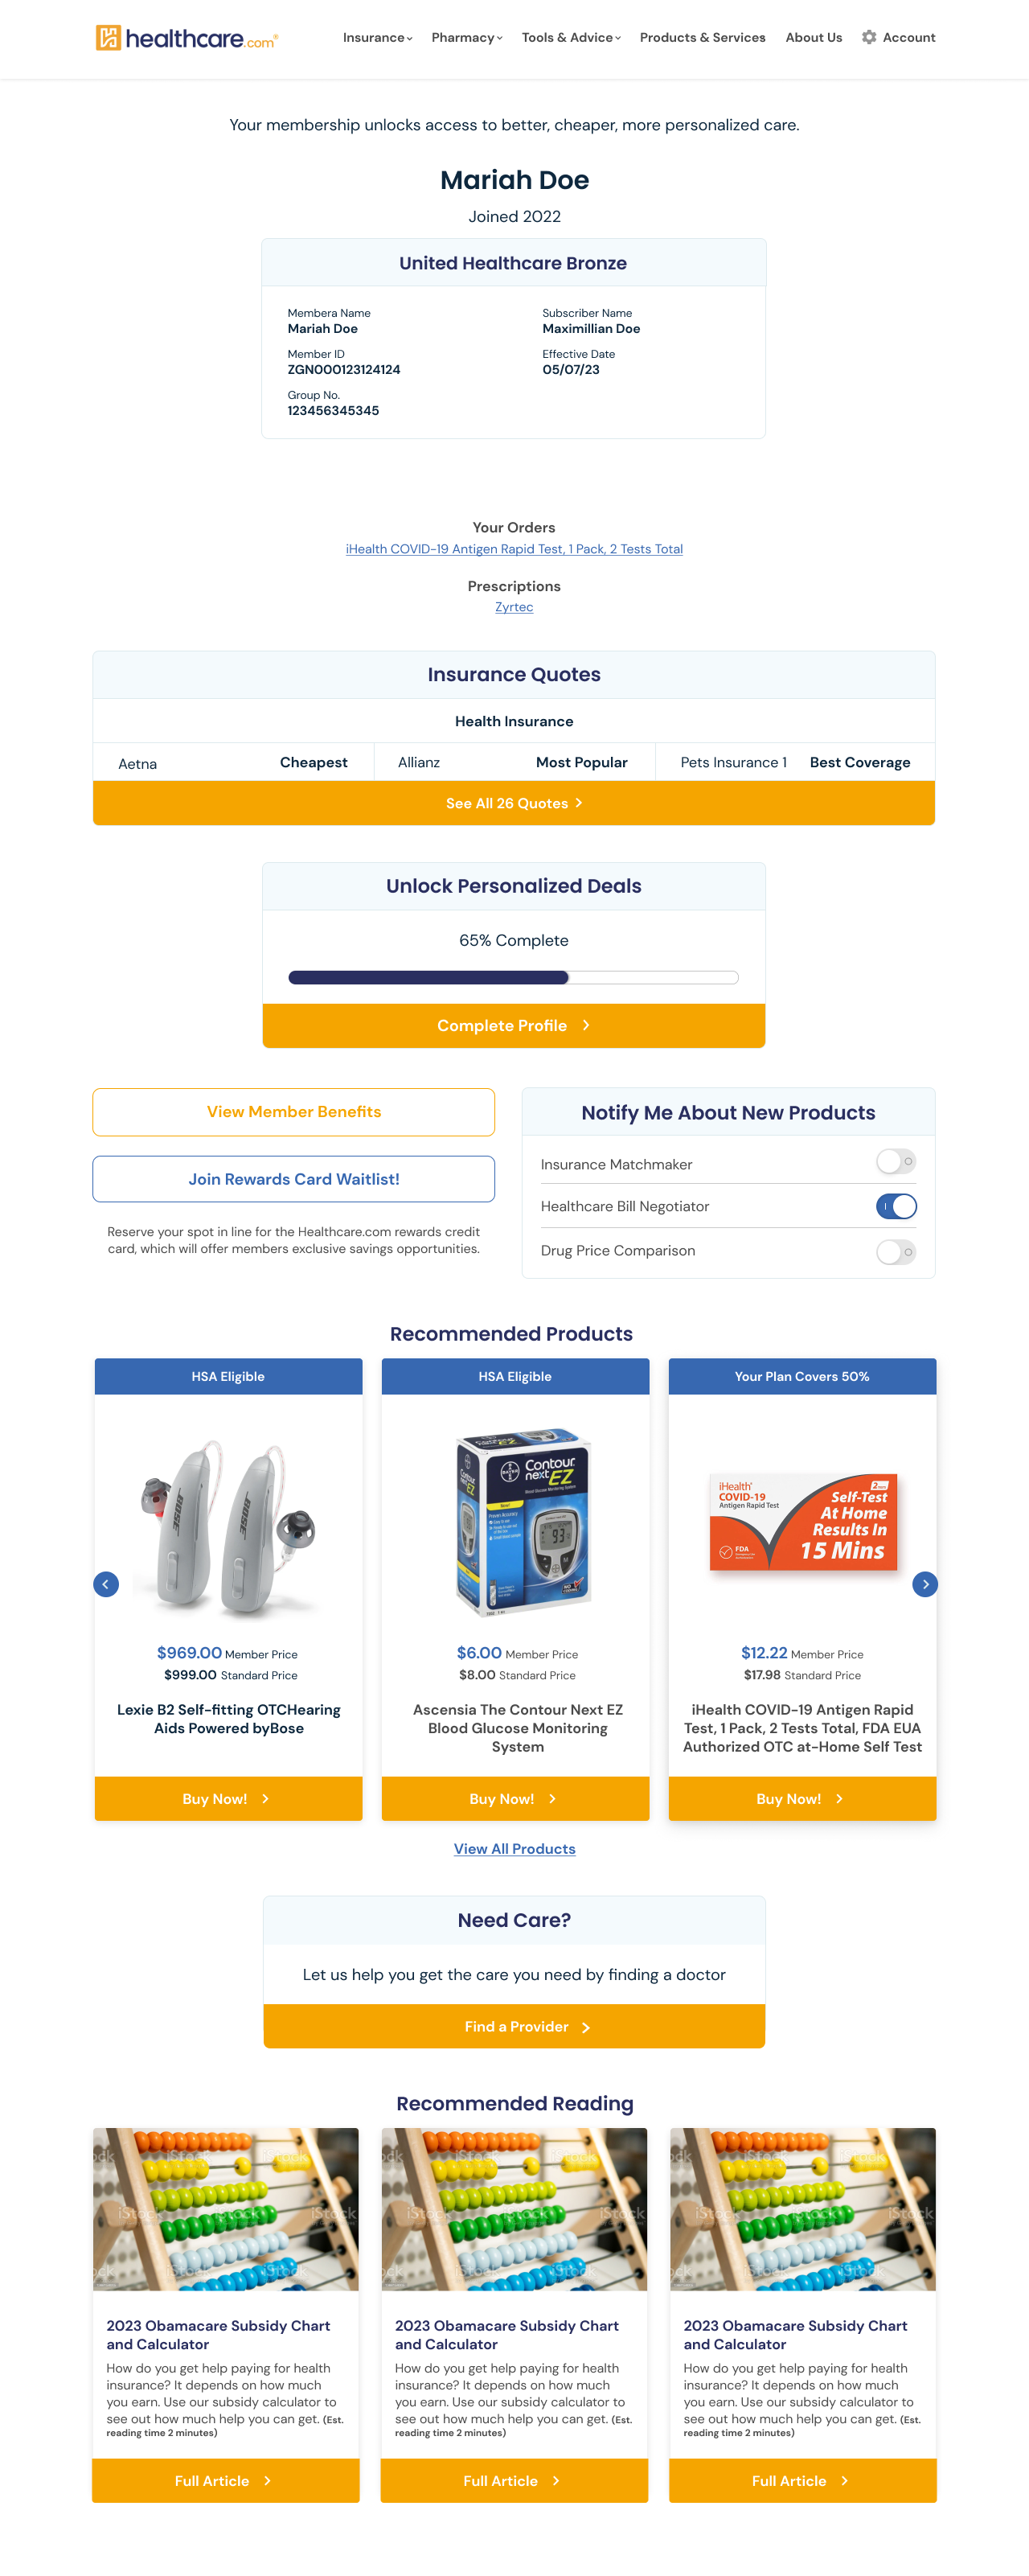 healthcare.com®
Insurance
Pharmacy
Tools & Advice
Products & Services
About Us
Account
Your membership unlocks access to better, cheaper, more personalized care.
Mariah Doe
Joined 2022
United Healthcare Bronze
Membera Name
Mariah Doe
Subscriber Name
Maximillian Doe
Member ID
ZGN000123124124
Effective Date
05/07/23
Group No.
123456345345
Your Orders
iHealth COVID-19 Antigen Rapid Test, 1 Pack, 2 Tests Total
Prescriptions
Zyrtec
Insurance Quotes
Health Insurance
Aetna
Cheapest
Allianz
Most Popular
Pets Insurance 1
Best Coverage
See All 26 Quotes
Unlock Personalized Deals
65% Complete
Complete Profile
View Member Benefits
Join Rewards Card Waitlist!
Reserve your spot in line for the Healthcare.com rewards credit
card, which will offer members exclusive savings opportunities.
Notify Me About New Products
Insurance Matchmaker
Healthcare Bill Negotiator
Drug Price Comparison
Recommended Products
HSA Eligible
BOSE
BOSE
$969.00 Member Price
$999.00 Standard Price
Lexie B2 Self-fitting OTCHearing
Aids Powered byBose
Buy Now!
HSA Eligible
Contour
next EZ
BAYER
93
$6.00 Member Price
$8.00 Standard Price
Ascensia The Contour Next EZ
Blood Glucose Monitoring
System
Buy Now!
Your Plan Covers 50%
iHealth®
COVID-19
Antigen Rapid Test
Self-Test
At Home
Results In
15 Mins
FDA
$12.22 Member Price
$17.98 Standard Price
iHealth COVID-19 Antigen Rapid
Test, 1 Pack, 2 Tests Total, FDA EUA
Authorized OTC at-Home Self Test
Buy Now!
View All Products
Need Care?
Let us help you get the care you need by finding a doctor
Find a Provider
Recommended Reading
iStock
iStock
iStock
iStock
2023 Obamacare Subsidy Chart
and Calculator
How do you get help paying for health
insurance? It depends on how much
you earn. Use our subsidy calculator to
see out how much help you can get. (Est.
reading time 2 minutes)
Full Article
iStock
iStock
iStock
iStock
2023 Obamacare Subsidy Chart
and Calculator
How do you get help paying for health
insurance? It depends on how much
you earn. Use our subsidy calculator to
see out how much help you can get. (Est.
reading time 2 minutes)
Full Article
iStock
iStock
iStock
iStock
2023 Obamacare Subsidy Chart
and Calculator
How do you get help paying for health
insurance? It depends on how much
you earn. Use our subsidy calculator to
see out how much help you can get. (Est.
reading time 2 minutes)
Full Article